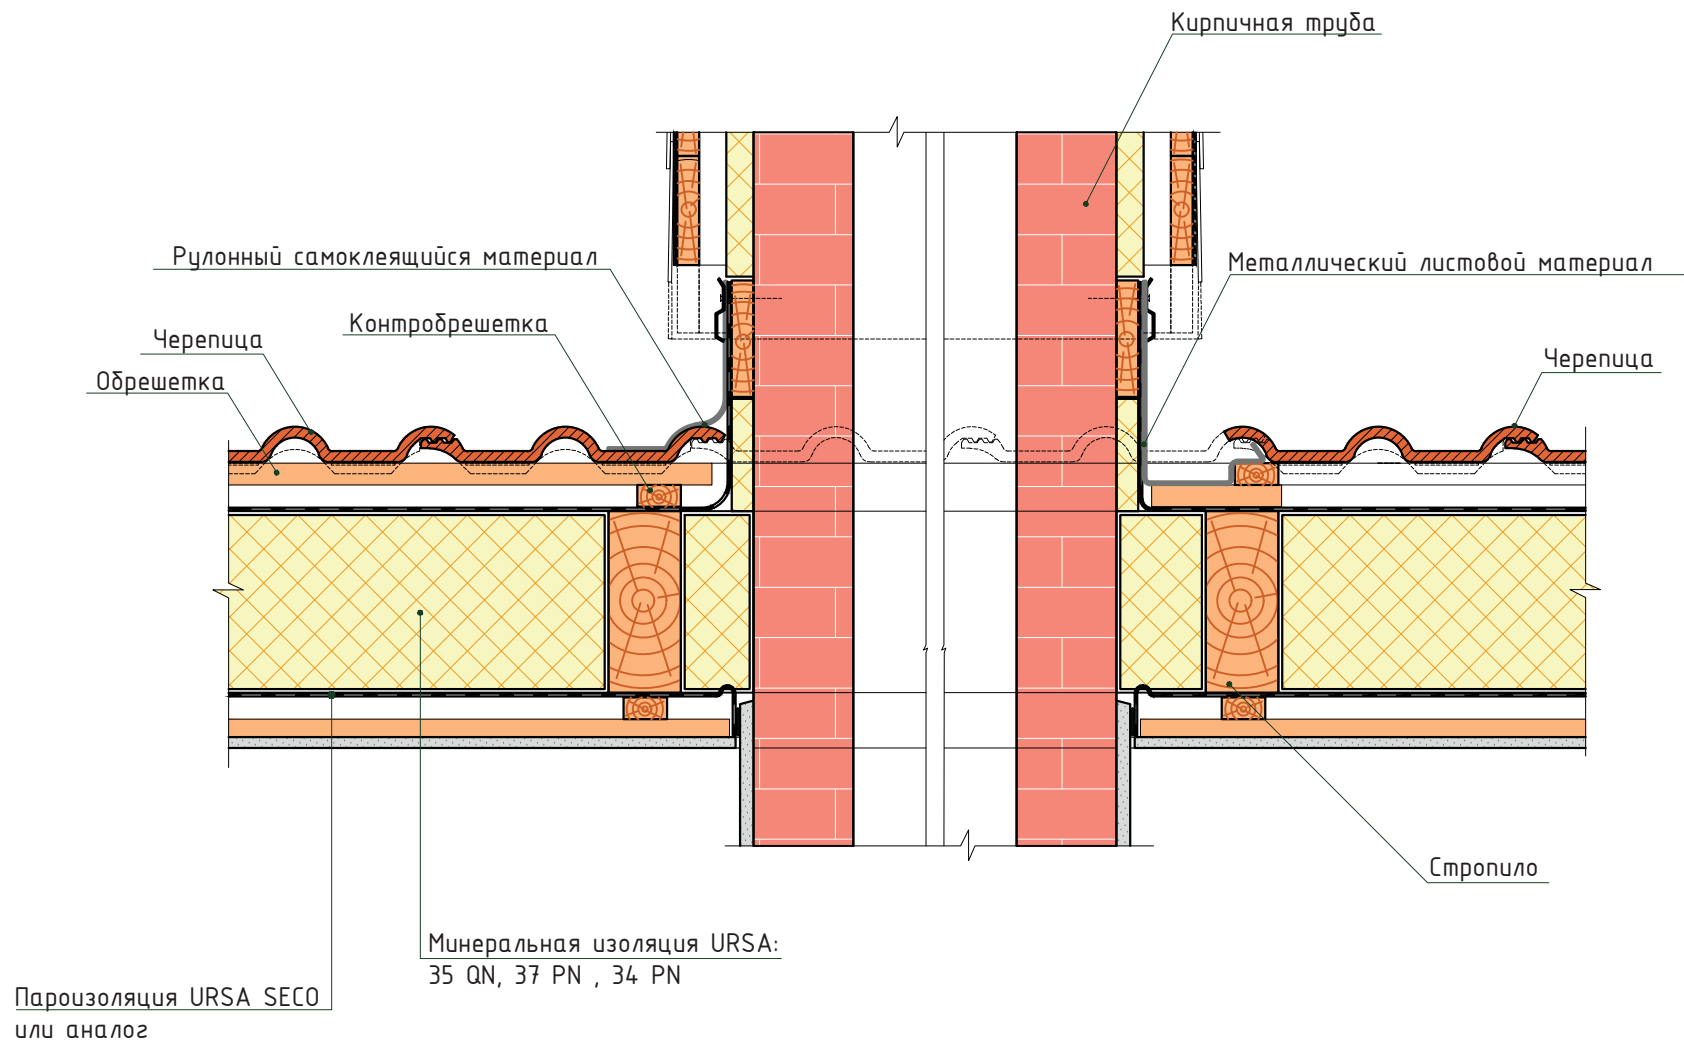 Кирпичная труба
Рулонный самоклеящийся материал
Металлический листовой материал
Контробрешетка
Черепица
Черепица
Обрешетка
Стропило
Минеральная изоляция URSA:
35 QN, 37 PN , 34 PN
Пароизоляция URSA SECO
или аналог